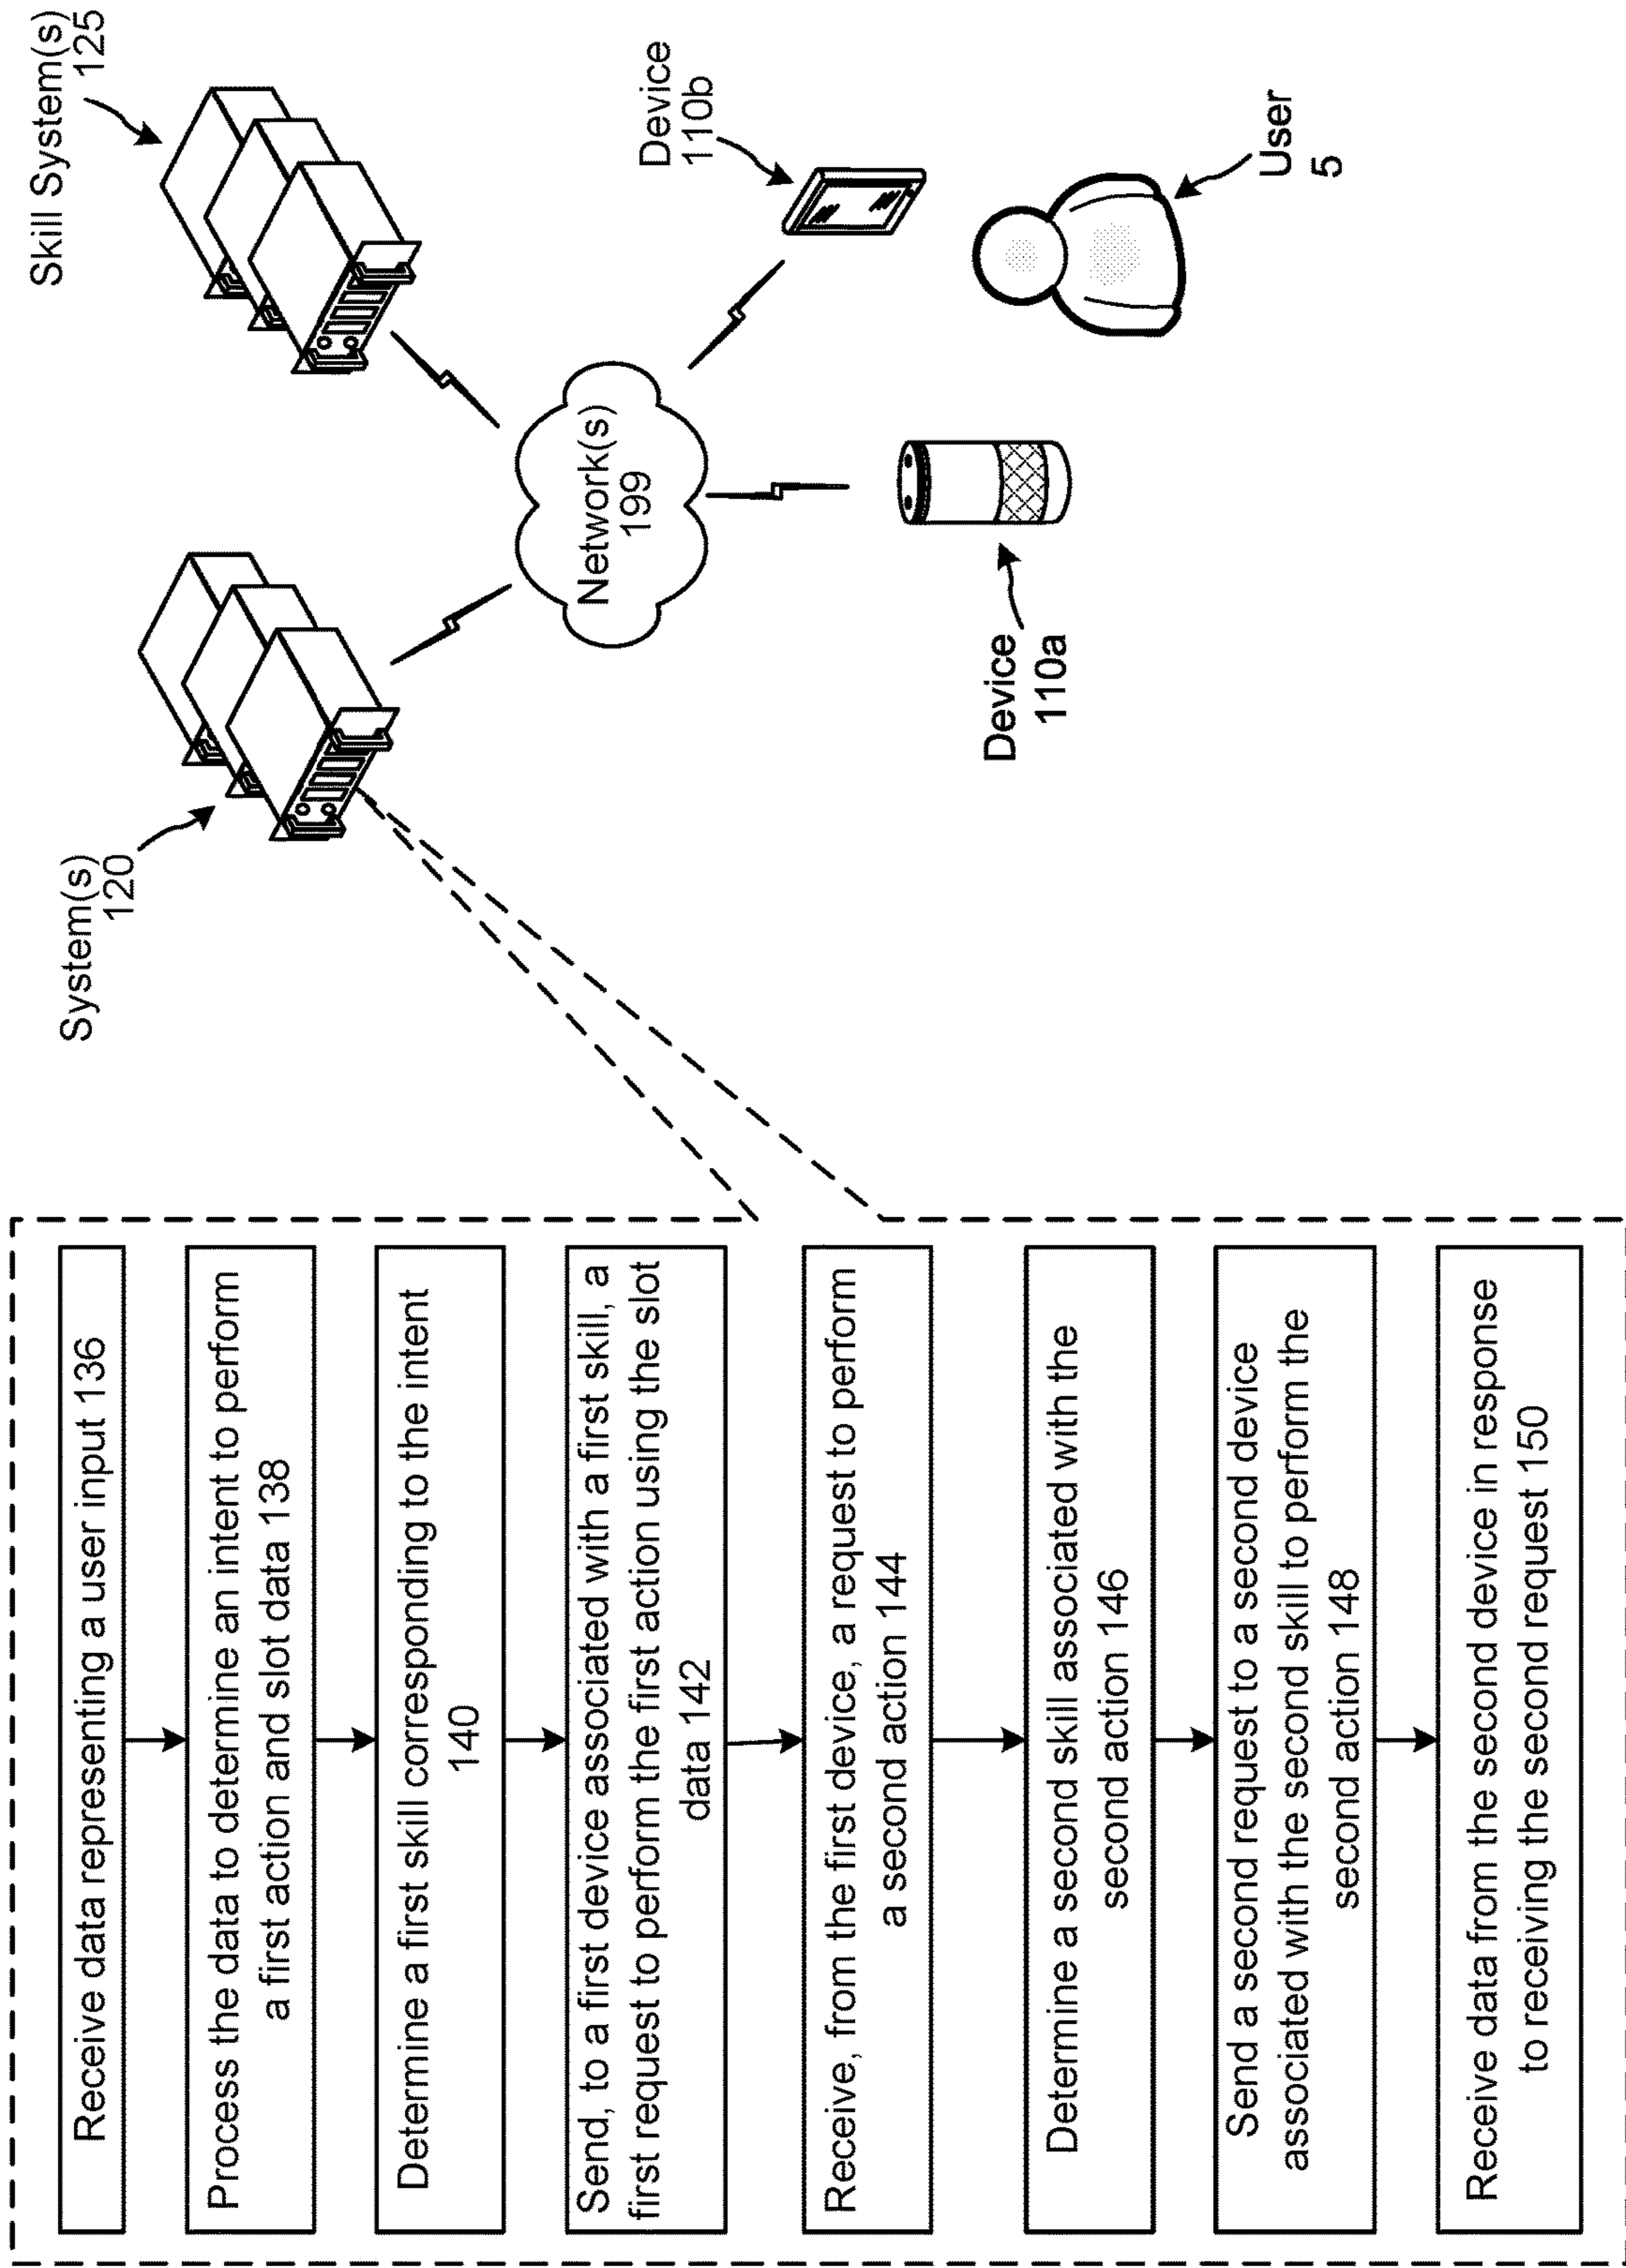 Receive data representing a user input 136
Process the data to determine an intent to perform
a first action and slot data 138
Determine a first skill corresponding to the intent
140
Send, to a first device associated with a first skill, a
first request to perform the first action using the slot
data 142
Receive, from the first device, a request to perform
a second action 144
Determine a second skill associated with the
second action 146
Send a second request to a second device
associated with the second skill to perform the
second action 148
Receive data from the second device in response
to receiving the second request 150
System(s)
120
Skill System(s)
125
Network(s)
199
Device
110a
Device
110b
User
5